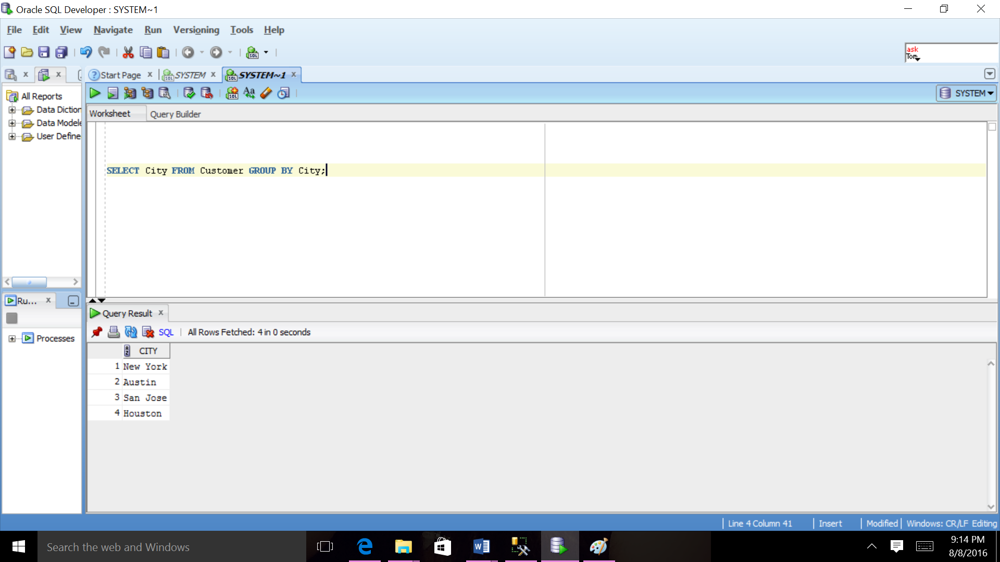 Oracle SQL Developer : SYSTEM~1
File Edit View Navigate Run Versioning Tools Help
ask
Tom
Start Page SYSTEM SYSTEM~1
SYSTEM
All Reports
Data Diction
Data Modele
User Define
Worksheet Query Builder
SELECT City FROM Customer GROUP BY City;
Ru...
Processes
Query Result
SQL All Rows Fetched: 4 in 0 seconds
CITY
1 New York
2 Austin
3 San Jose
4 Houston
Line 4 Column 41 Insert Modified Windows: CR/LF Editing
Search the web and Windows
9:14 PM
8/8/2016